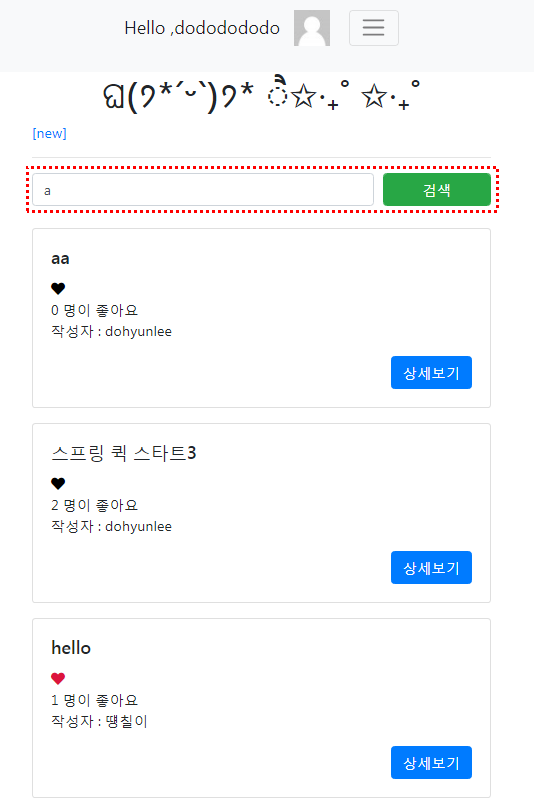 Hello ,dodododododo
ଘ(੭*ˊᵕˋ)੭* ੈ✩‧₊˚ ✩‧₊˚
[new]
a
검색
aa
0 명이 좋아요
작성자 : dohyunlee
상세보기
스프링 퀵 스타트3
2 명이 좋아요
작성자 : dohyunlee
상세보기
hello
1 명이 좋아요
작성자 : 떙칠이
상세보기